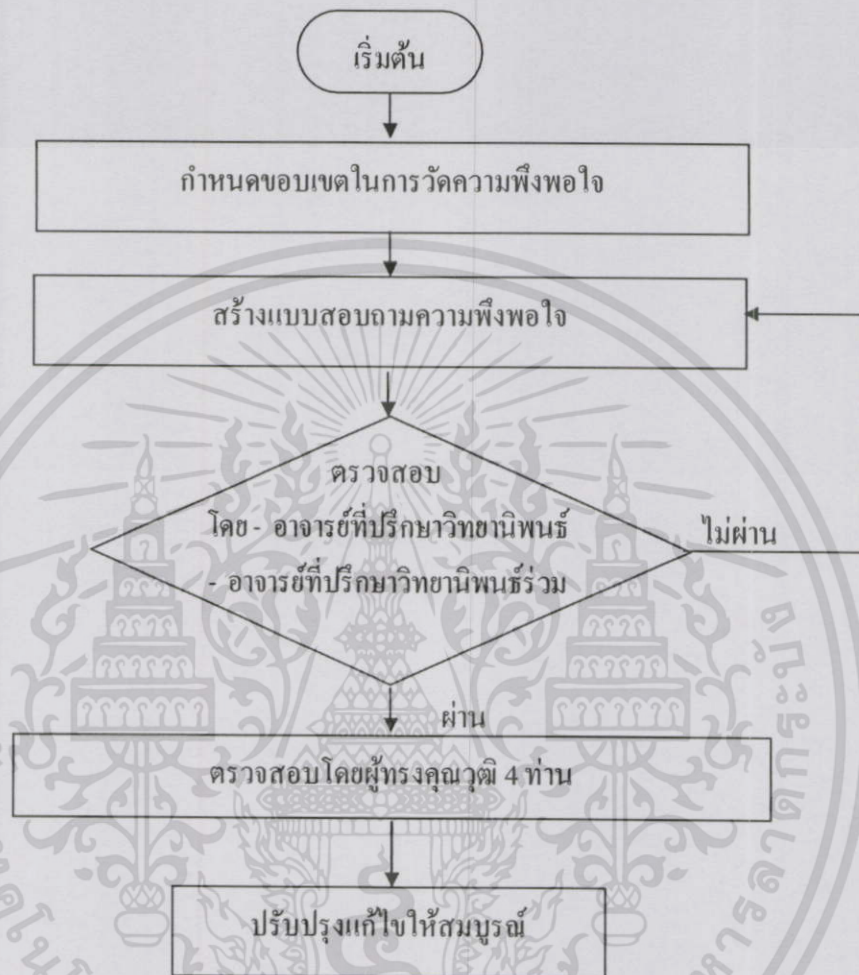 เริ่มต้น
กำหนดขอบเขตในการวัดความพึงพอใจ
สร้างแบบสอบถามความพึงพอใจ
ตรวจสอบ
โดย - อาจารย์ที่ปรึกษาวิทยานิพนธ์
- อาจารย์ที่ปรึกษาวิทยานิพนธ์ร่วม
ไม่ผ่าน
ผ่าน
ตรวจสอบโดยผู้ทรงคุณวุฒิ 4 ท่าน
ปรับปรุงแก้ไขให้สมบูรณ์